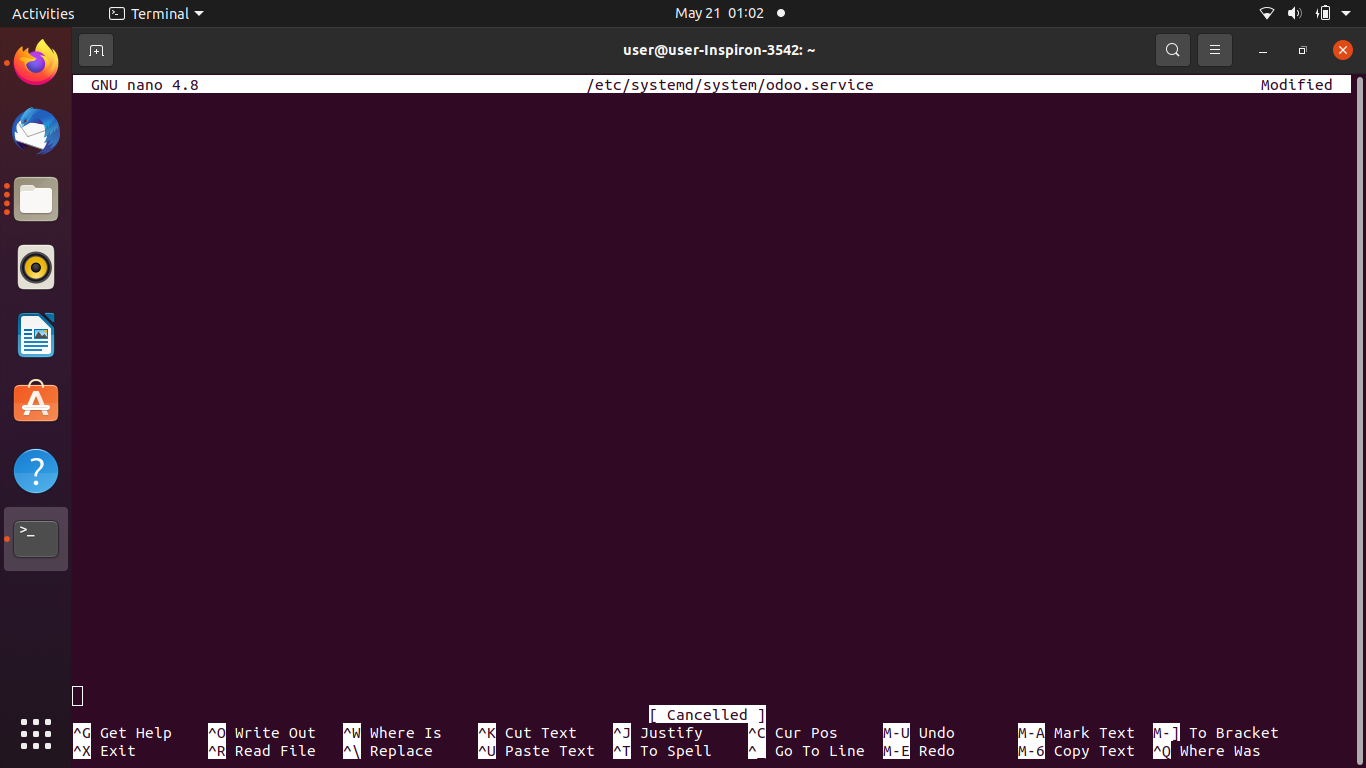 Activities Terminal May 21 01:02
user@user-Inspiron-3542: ~
GNU nano 4.8 /etc/systemd/system/odoo.service Modified
[ Cancelled ]
^G Get Help ^O Write Out ^W Where Is ^K Cut Text ^J Justify ^C Cur Pos M-U Undo M-A Mark Text M-] To Bracket
^X Exit ^R Read File ^\ Replace ^U Paste Text ^T To Spell ^_ Go To Line M-E Redo M-6 Copy Text ^Q Where Was